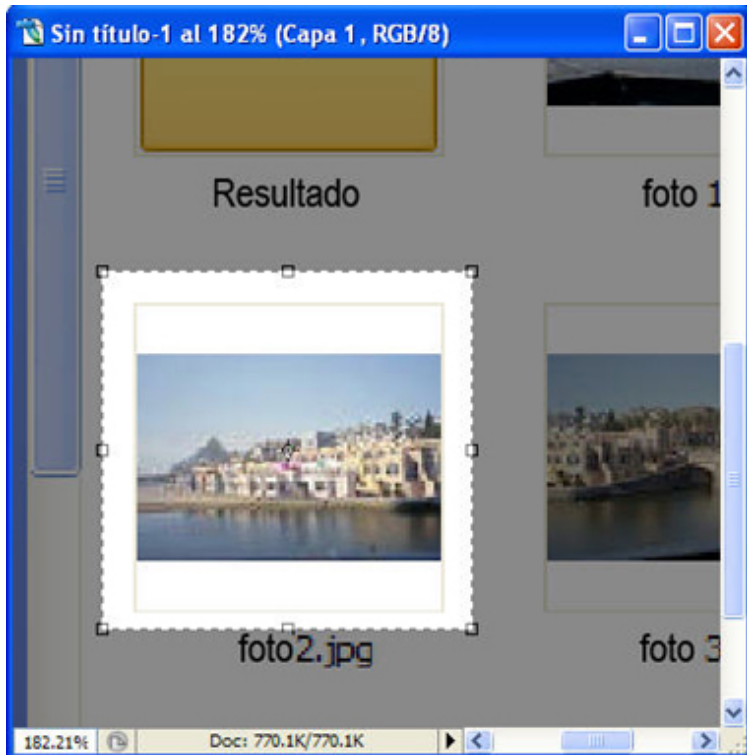 Sin título-1 al 182% (Capa 1, RGB/8)
Resultado
foto 1
foto2.jpg
foto 3
182.21%
Doc: 770.1K/770.1K